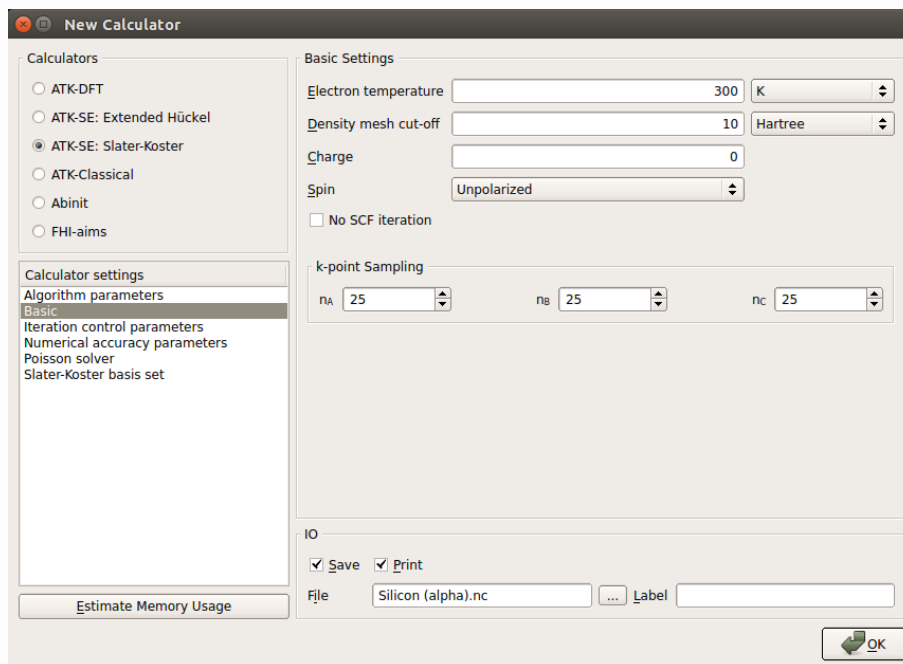 New Calculator
Calculators
ATK-DFT
ATK-SE: Extended Hückel
ATK-SE: Slater-Koster
ATK-Classical
Abinit
FHI-aims
Calculator settings
Algorithm parameters
Basic
Iteration control parameters
Numerical accuracy parameters
Poisson solver
Slater-Koster basis set
Estimate Memory Usage
Basic Settings
Electron temperature 300 K
Density mesh cut-off 10 Hartree
Charge 0
Spin Unpolarized
No SCF iteration
k-point Sampling
nA 25 nB 25 nC 25
IO
Save Print
File Silicon (alpha).nc ... Label
OK